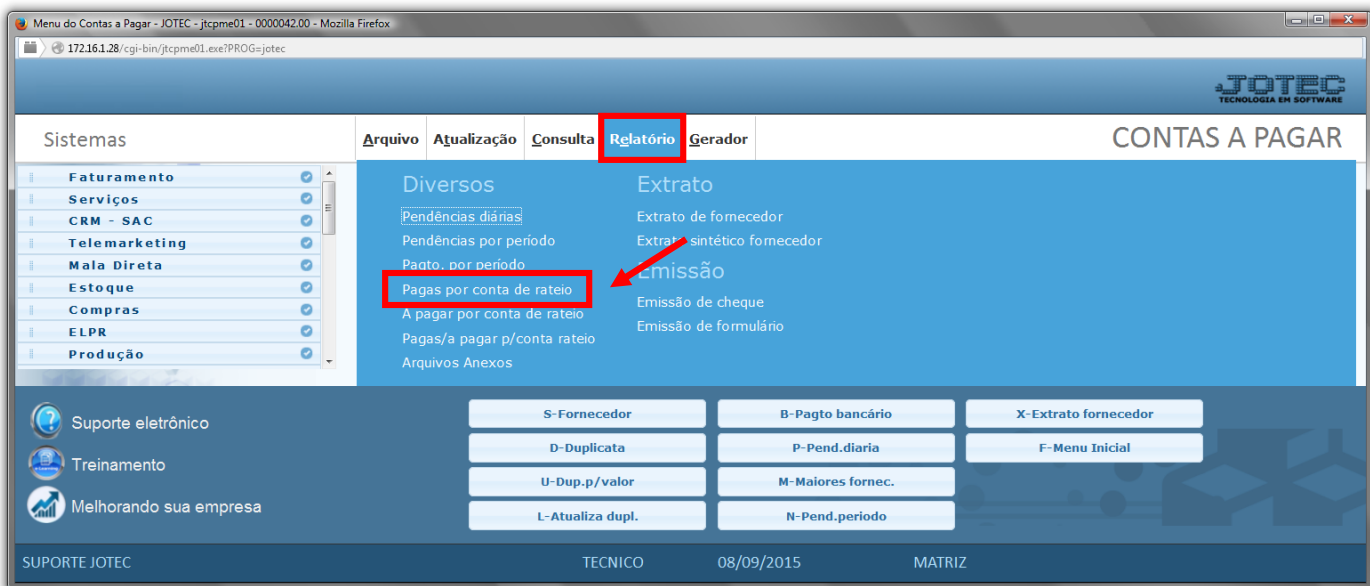 Menu do Contas a Pagar - JOTEC - jtcpme01 - 0000042.00 - Mozilla Firefox
172.16.1.28/cgi-bin/jtcpme01.exe?PROG=jotec
JOTEC
TECNOLOGIA EM SOFTWARE
Sistemas
Arquivo Atualização Consulta Relatório Gerador
CONTAS A PAGAR
Faturamento
Serviços
CRM - SAC
Telemarketing
Mala Direta
Estoque
Compras
ELPR
Produção
Diversos
Pendências diárias
Pendências por período
Pagto. por período
Pagas por conta de rateio
A pagar por conta de rateio
Pagas/a pagar p/conta rateio
Arquivos Anexos
Extrato
Extrato de fornecedor
Extrato sintético fornecedor
Emissão
Emissão de cheque
Emissão de formulário
Suporte eletrônico
Treinamento
Melhorando sua empresa
S-Fornecedor B-Pagto bancário X-Extrato fornecedor
D-Duplicata P-Pend.diaria F-Menu Inicial
U-Dup.p/valor M-Maiores fornec.
L-Atualiza dupl. N-Pend.periodo
SUPORTE JOTEC TECNICO 08/09/2015 MATRIZ